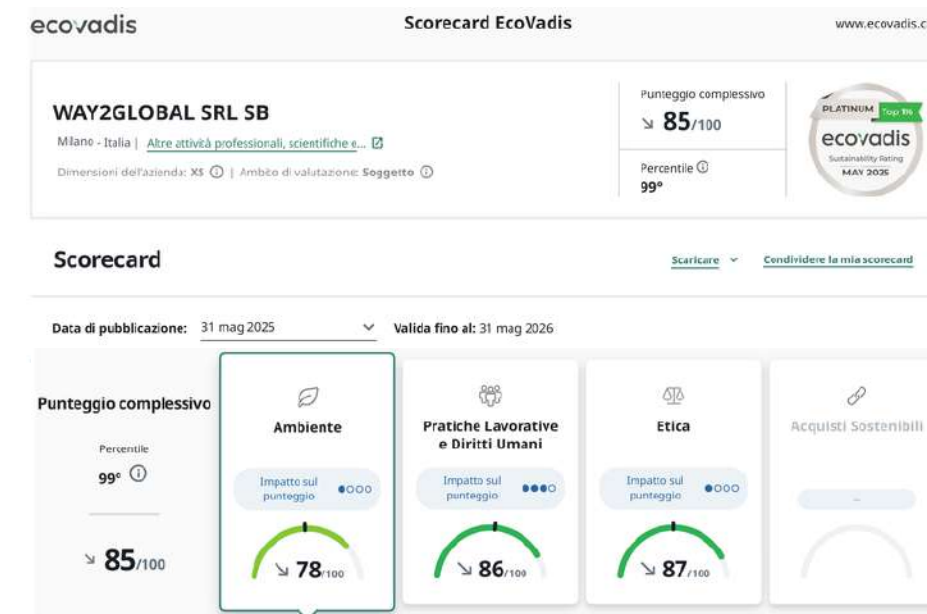 ecovadis
Scorecard EcoVadis
www.ecovadis.c
WAY2GLOBAL SRL SB
Milano - Italia | Altre attività professionali, scientifiche e...
Dimensioni dell'azienda: XS | Ambito di valutazione: Soggetto
Punteggio complessivo
85/100
Percentile
99°
PLATINUM Top 1%
ecovadis
Sustainability Rating
MAY 2025
Scorecard
Scaricare
Condividere la mia scorecard
Data di pubblicazione: 31 mag 2025
Valida fino al: 31 mag 2026
Punteggio complessivo
Percentile
99°
85/100
Ambiente
Impatto sul
punteggio
78/100
Pratiche Lavorative
e Diritti Umani
Impatto sul
punteggio
86/100
Etica
Impatto sul
punteggio
87/100
Acquisti Sostenibili
--